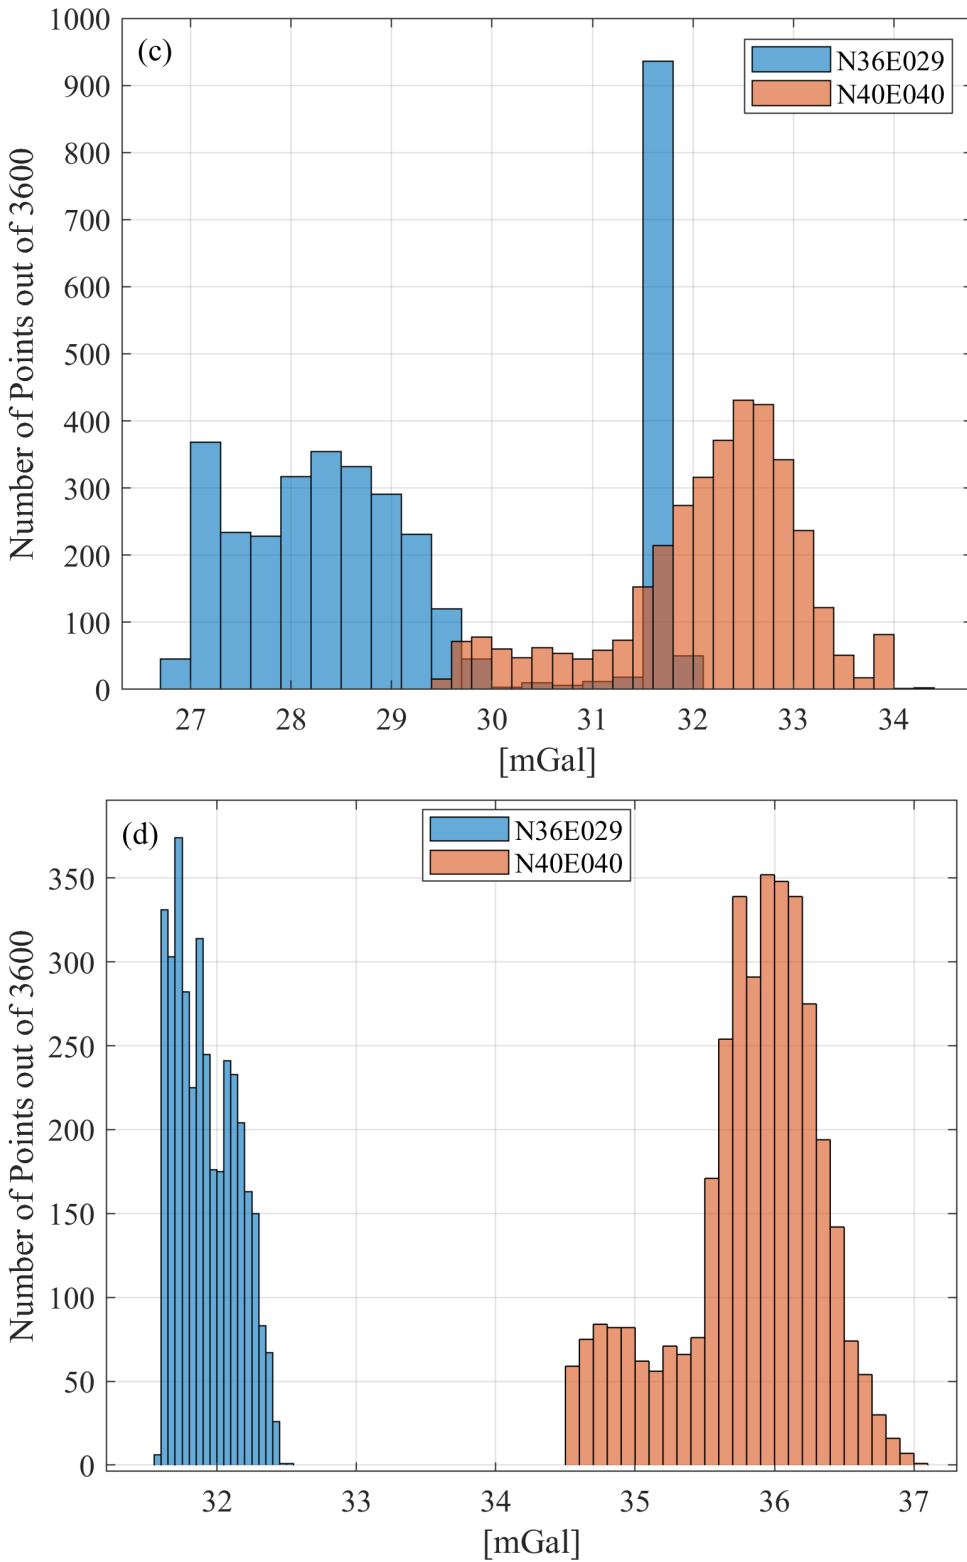 (c)
N36E029
N40E040
Number of Points out of 3600
1000
900
800
700
600
500
400
300
200
100
0
27 28 29 30 31 32 33 34
[mGal]
(d)
N36E029
N40E040
Number of Points out of 3600
350
300
250
200
150
100
50
0
32 33 34 35 36 37
[mGal]